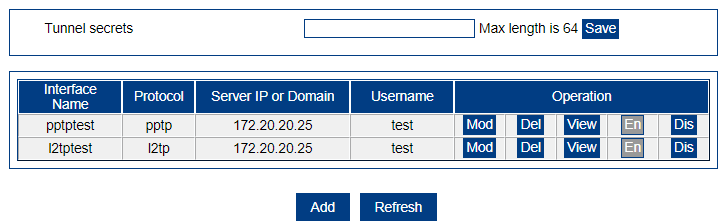 Tunnel secrets Max length is 64 Save
Interface Name Protocol Server IP or Domain Username Operation
pptptest pptp 172.20.20.25 test Mod Del View En Dis
l2tptest l2tp 172.20.20.25 test Mod Del View En Dis
Add Refresh